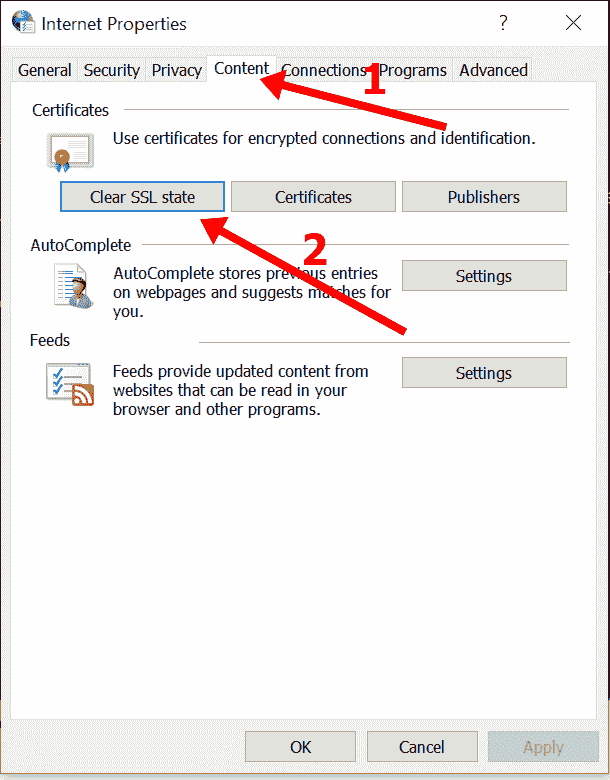 Internet Properties
?
General Security Privacy Content Connections Programs Advanced
1
Certificates
Use certificates for encrypted connections and identification.
Clear SSL state Certificates Publishers
2
AutoComplete
AutoComplete stores previous entries
on webpages and suggests matches for
you.
Settings
Feeds
Feeds provide updated content from
websites that can be read in your
browser and other programs.
Settings
OK Cancel Apply